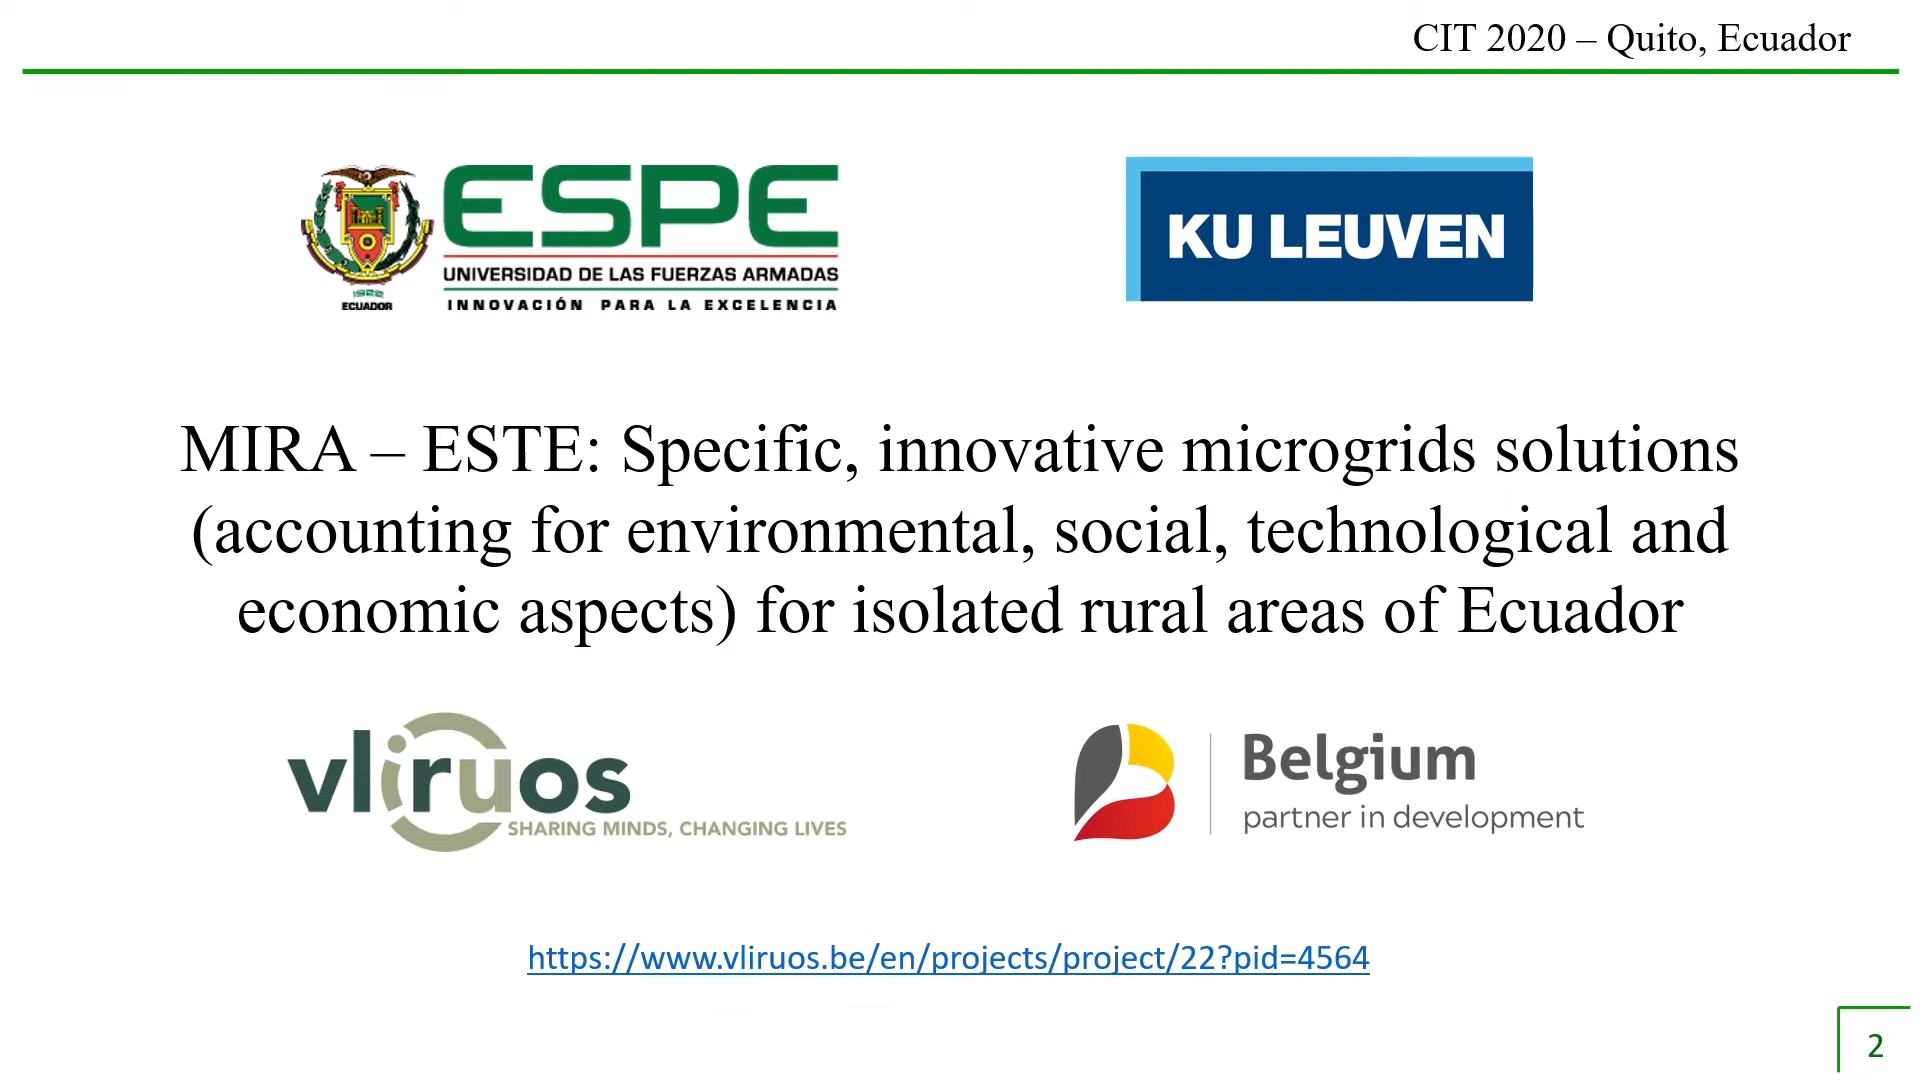 CIT 2020 – Quito, Ecuador
ESPE
UNIVERSIDAD DE LAS FUERZAS ARMADAS
INNOVACIÓN PARA LA EXCELENCIA
1922
ECUADOR
KU LEUVEN
MIRA – ESTE: Specific, innovative microgrids solutions
(accounting for environmental, social, technological and
economic aspects) for isolated rural areas of Ecuador
vliruos
SHARING MINDS, CHANGING LIVES
Belgium
partner in development
https://www.vliruos.be/en/projects/project/22?pid=4564
2